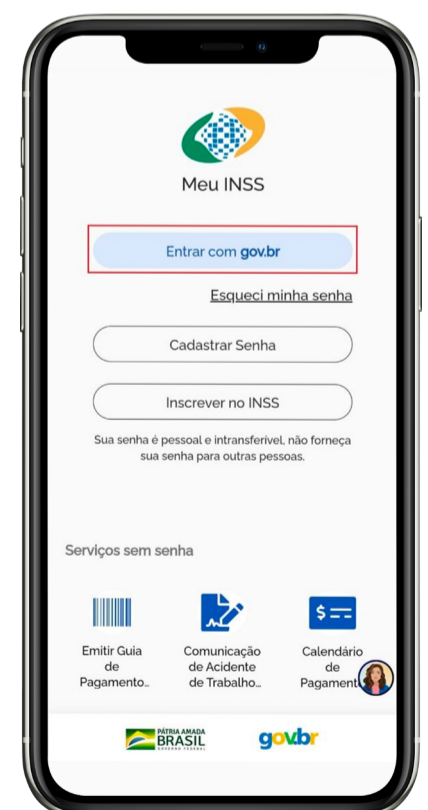 Meu INSS
Entrar com gov.br
Esqueci minha senha
Cadastrar Senha
Inscrever no INSS
Sua senha é pessoal e intransferível, não forneça
sua senha para outras pessoas.
Serviços sem senha
Emitir Guia
de
Pagamento...
Comunicação
de Acidente
de Trabalho...
Calendário
de
Pagament
PÁTRIA AMADA
BRASIL
GOVERNO FEDERAL
gov.br